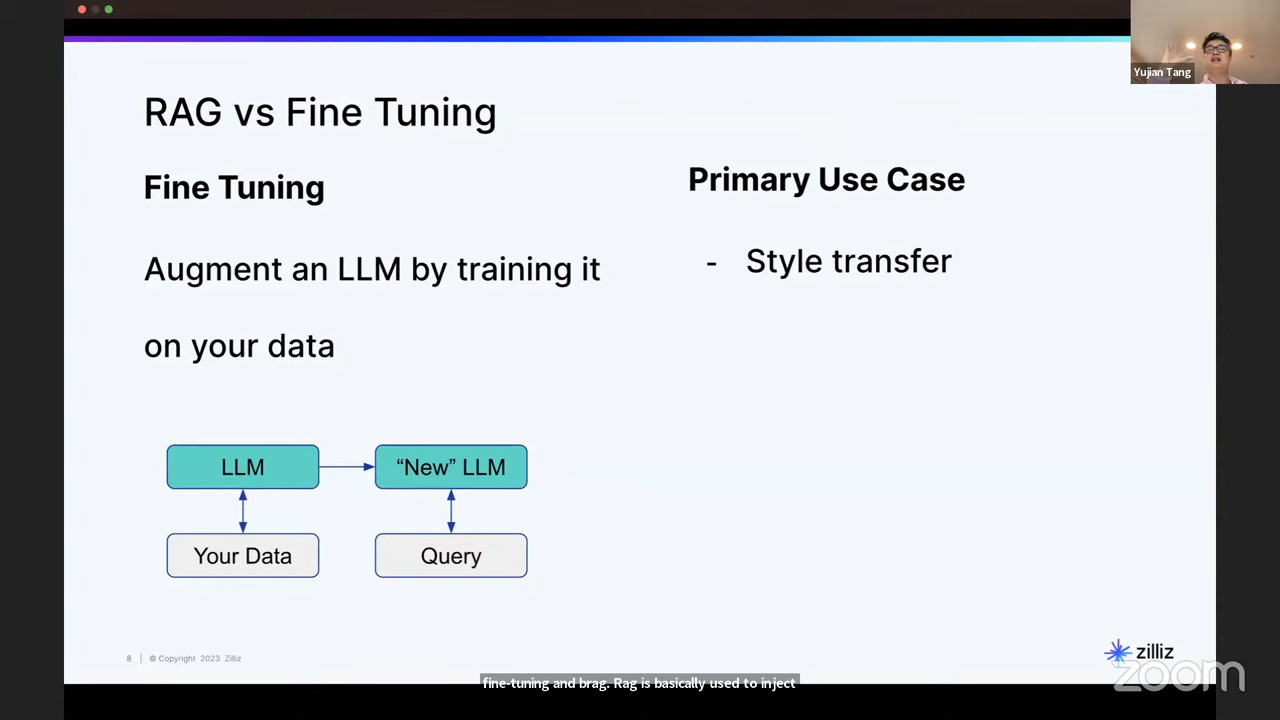 Yujian Tang
RAG vs Fine Tuning
Fine Tuning
Augment an LLM by training it
on your data
Primary Use Case
- Style transfer
LLM
“New” LLM
Your Data
Query
8 | © Copyright 2023 Zilliz
zilliz
zoom
fine-tuning and brag. Rag is basically used to inject